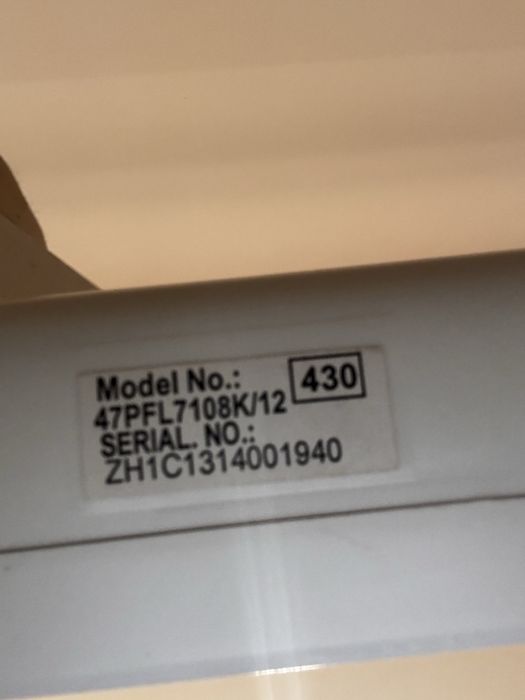 Model No.: 430
47PFL7108K/12
SERIAL. NO.:
ZH1C1314001940